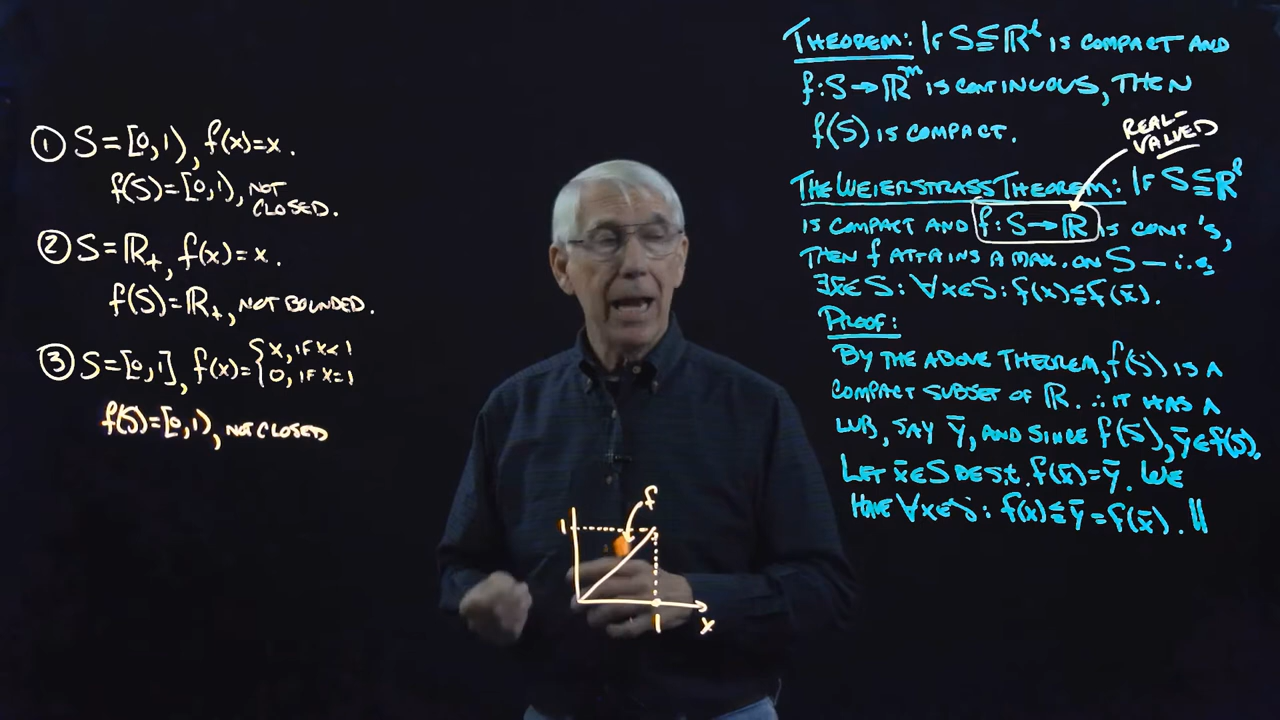 ① S=[0,1), f(x)=x.
f(S)=[0,1), NOT
CLOSED.
② S=ℝ₊, f(x)=x.
f(S)=ℝ₊, NOT BOUNDED.
③ S=[0,1], f(x)={x, IF X<1
0, IF X=1
f(S)=[0,1), NOT CLOSED
f
1
1
x
THEOREM: IF S⊆ℝˡ IS COMPACT AND
f:S→ℝᵐ IS CONTINUOUS, THEN
f(S) IS COMPACT.
REAL-
VALUED
THE WEIERSTRASS THEOREM: IF S⊆ℝˡ
IS COMPACT AND f:S→ℝ IS CONT'S,
THEN f ATTAINS A MAX. ON S — i.e.
∃x̄∈S: ∀x∈S: f(x)≦f(x̄).
PROOF:
BY THE ABOVE THEOREM, f(S) IS A
COMPACT SUBSET OF ℝ. ∴ IT HAS A
LUB, SAY ȳ, AND SINCE f(S), ȳ∈f(S).
LET x̄∈S BE S.T. f(x̄)=ȳ. WE
HAVE ∀x∈S: f(x)≦ȳ=f(x̄). ||